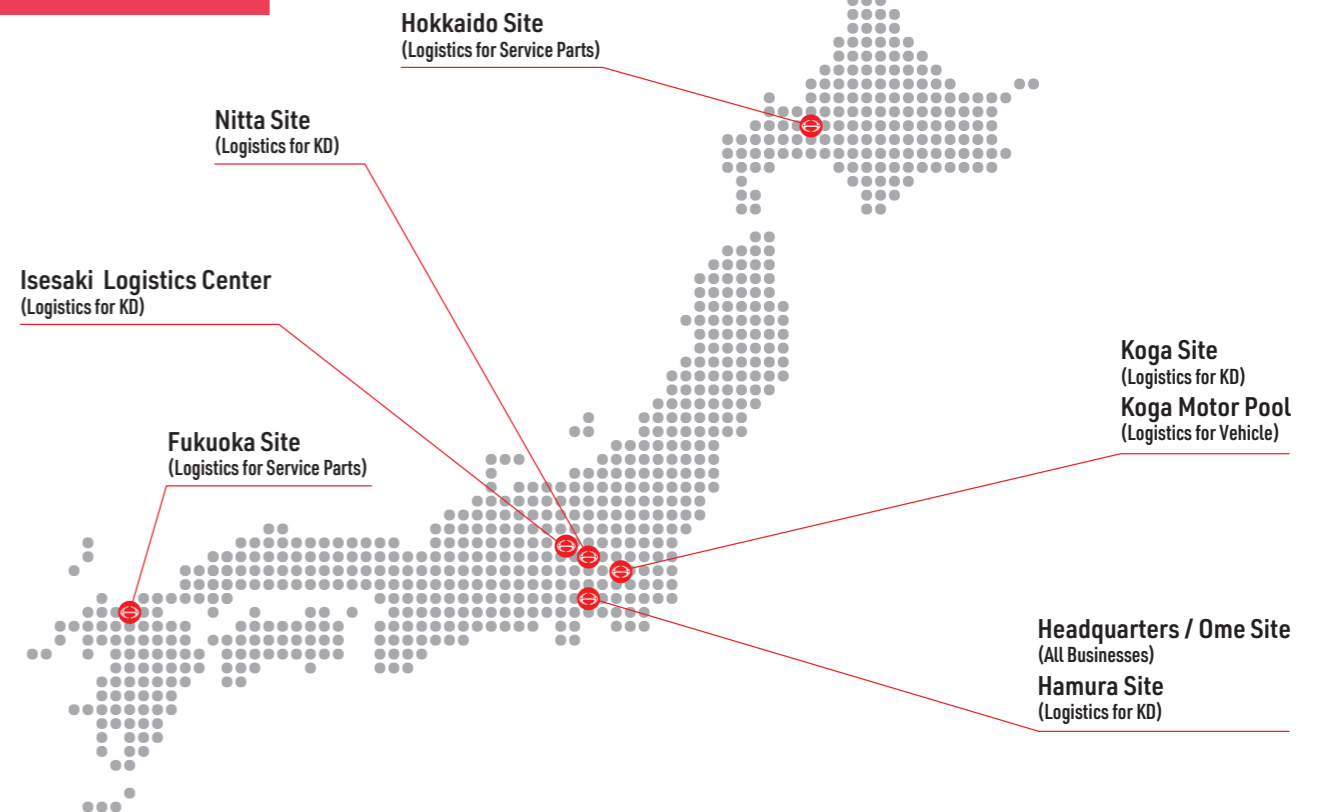 Hokkaido Site
(Logistics for Service Parts)
Nitta Site
(Logistics for KD)
Isesaki Logistics Center
(Logistics for KD)
Fukuoka Site
(Logistics for Service Parts)
Koga Site
(Logistics for KD)
Koga Motor Pool
(Logistics for Vehicle)
Headquarters / Ome Site
(All Businesses)
Hamura Site
(Logistics for KD)